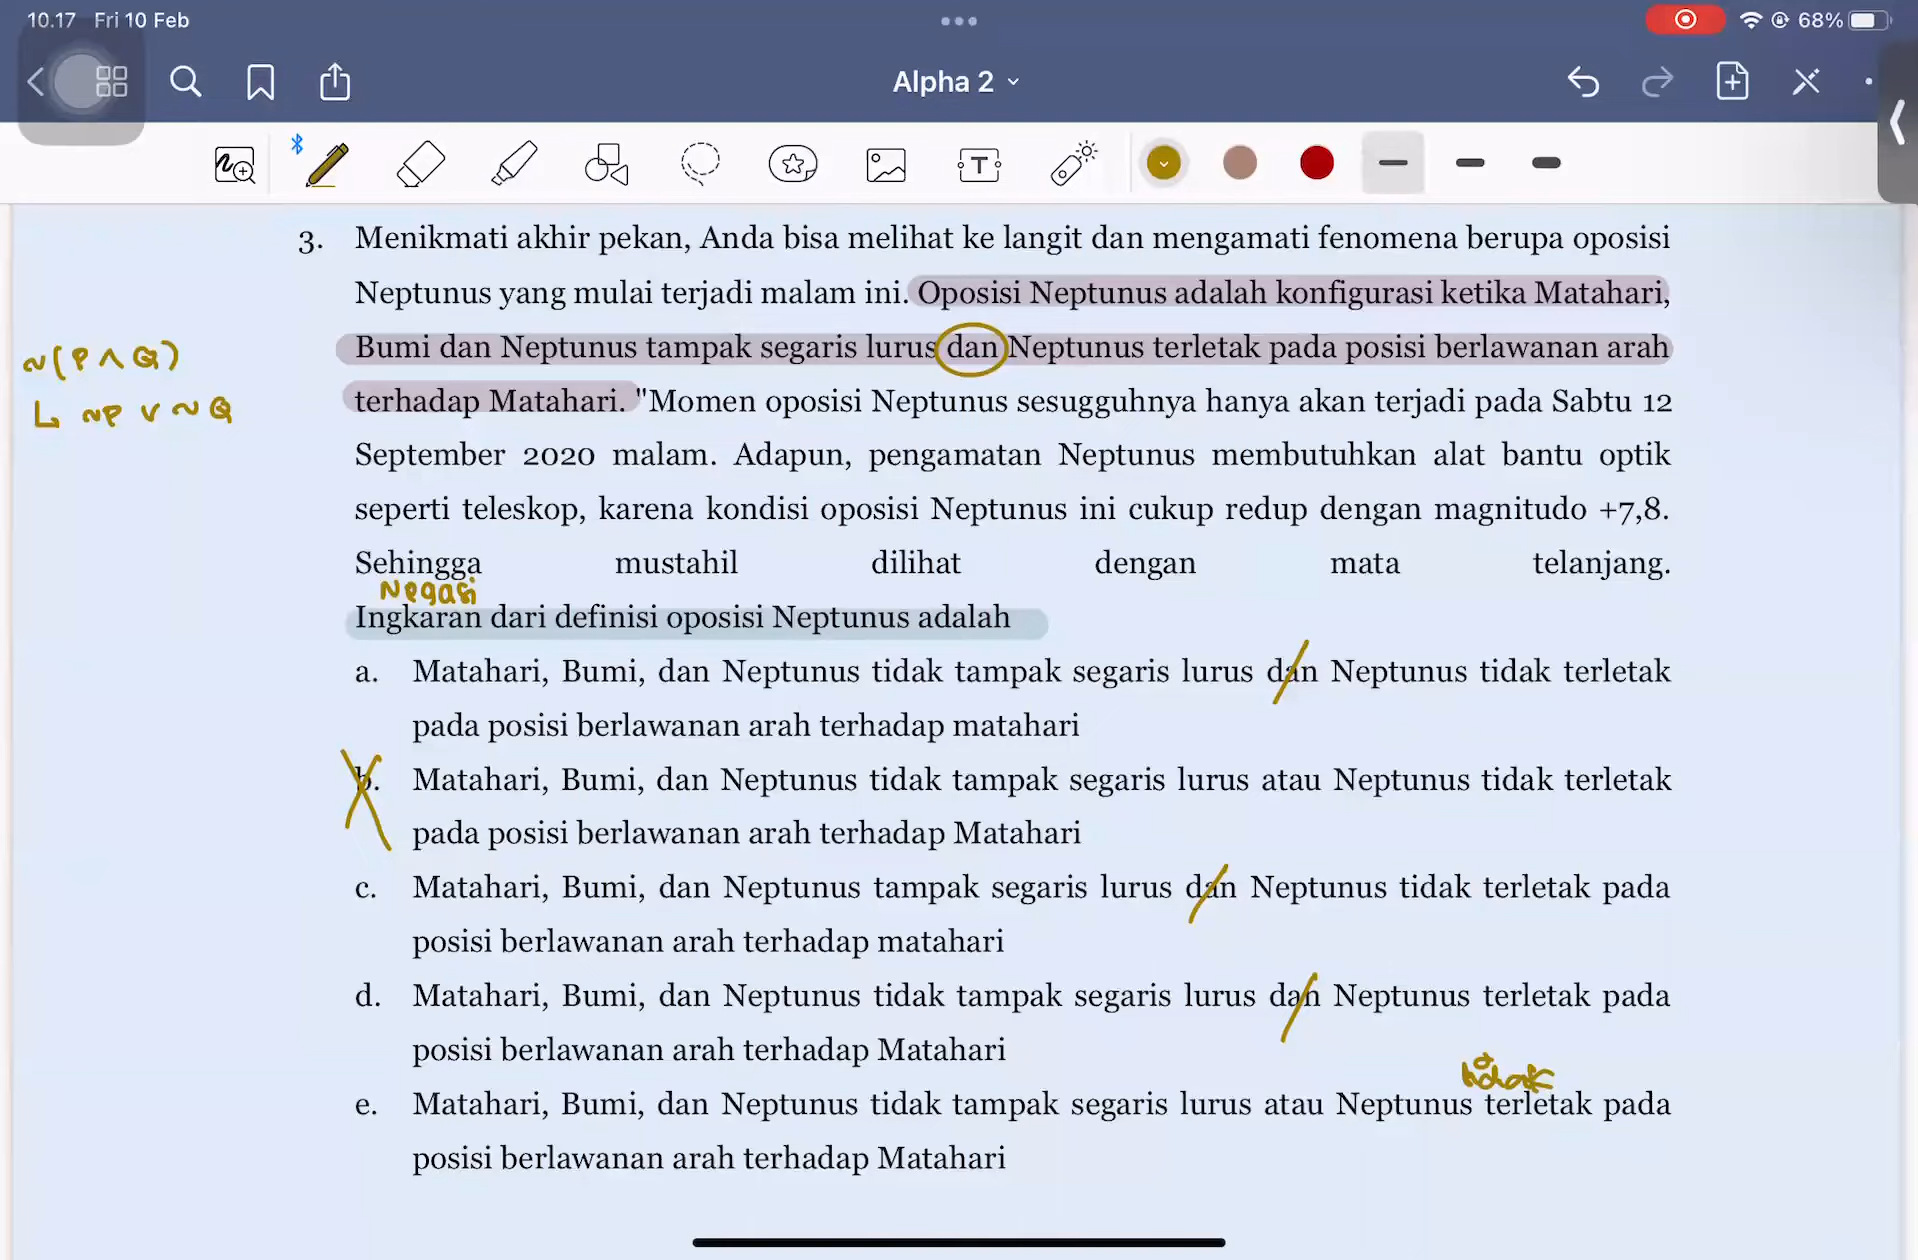 10.17 Fri 10 Feb
68%
Alpha 2
T
3. Menikmati akhir pekan, Anda bisa melihat ke langit dan mengamati fenomena berupa oposisi
Neptunus yang mulai terjadi malam ini. Oposisi Neptunus adalah konfigurasi ketika Matahari,
Bumi dan Neptunus tampak segaris lurus dan Neptunus terletak pada posisi berlawanan arah
terhadap Matahari. "Momen oposisi Neptunus sesugguhnya hanya akan terjadi pada Sabtu 12
September 2020 malam. Adapun, pengamatan Neptunus membutuhkan alat bantu optik
seperti teleskop, karena kondisi oposisi Neptunus ini cukup redup dengan magnitudo +7,8.
Sehingga mustahil dilihat dengan mata telanjang.
~(P ∧ Q)
↳ ~P ∨ ~Q
Negasi
Ingkaran dari definisi oposisi Neptunus adalah
a. Matahari, Bumi, dan Neptunus tidak tampak segaris lurus dan Neptunus tidak terletak
pada posisi berlawanan arah terhadap matahari
b. Matahari, Bumi, dan Neptunus tidak tampak segaris lurus atau Neptunus tidak terletak
pada posisi berlawanan arah terhadap Matahari
c. Matahari, Bumi, dan Neptunus tampak segaris lurus dan Neptunus tidak terletak pada
posisi berlawanan arah terhadap matahari
d. Matahari, Bumi, dan Neptunus tidak tampak segaris lurus dan Neptunus terletak pada
posisi berlawanan arah terhadap Matahari
tidak
e. Matahari, Bumi, dan Neptunus tidak tampak segaris lurus atau Neptunus terletak pada
posisi berlawanan arah terhadap Matahari